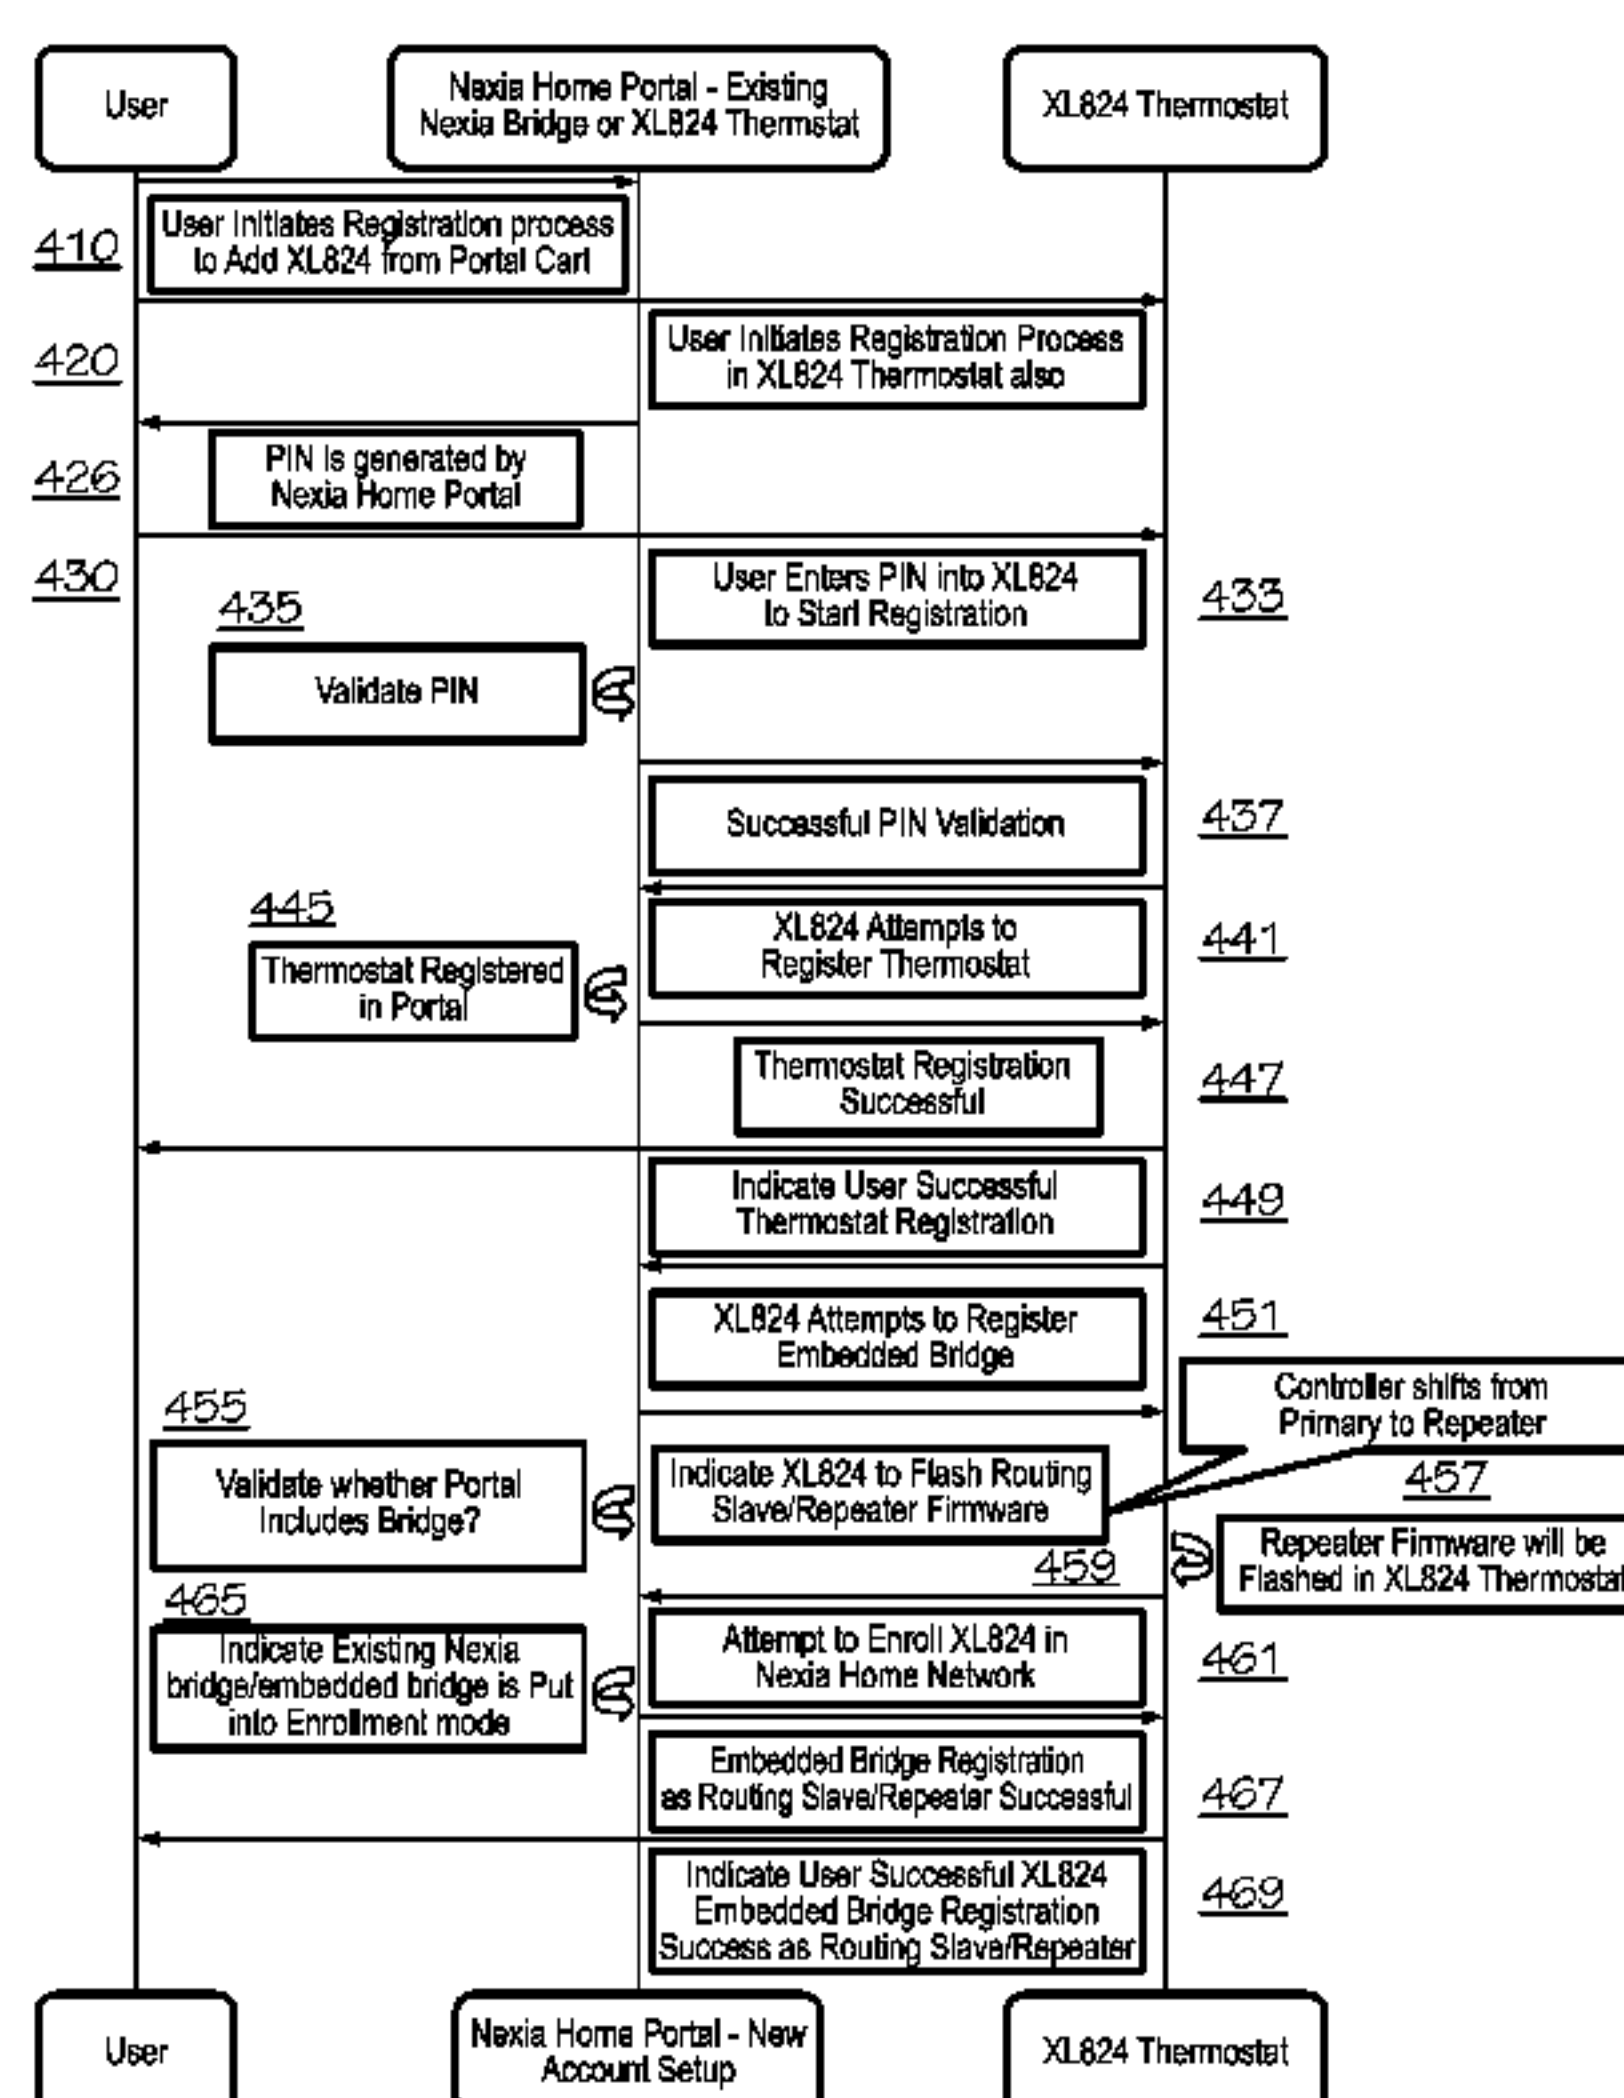 User
Nexia Home Portal - Existing
Nexia Bridge or XL824 Thermstat
XL824 Thermostat
410
User Initiates Registration process
to Add XL824 from Portal Cart
420
User Initiates Registration Process
in XL824 Thermostat also
426
PIN is generated by
Nexia Home Portal
430
User Enters PIN into XL824
to Start Registration
433
435
Validate PIN
Successful PIN Validation
437
445
XL824 Attempts to
Register Thermostat
441
Thermostat Registered
in Portal
Thermostat Registration
Successful
447
Indicate User Successful
Thermostat Registration
449
XL824 Attempts to Register
Embedded Bridge
451
Controller shifts from
Primary to Repeater
455
Validate whether Portal
Includes Bridge?
Indicate XL824 to Flash Routing
Slave/Repeater Firmware
457
459
Repeater Firmware will be
Flashed in XL824 Thermostat
465
Indicate Existing Nexia
bridge/embedded bridge is Put
into Enrollment mode
Attempt to Enroll XL824 in
Nexia Home Network
461
Embedded Bridge Registration
as Routing Slave/Repeater Successful
467
Indicate User Successful XL824
Embedded Bridge Registration
Success as Routing Slave/Repeater
469
User
Nexia Home Portal - New
Account Setup
XL824 Thermostat